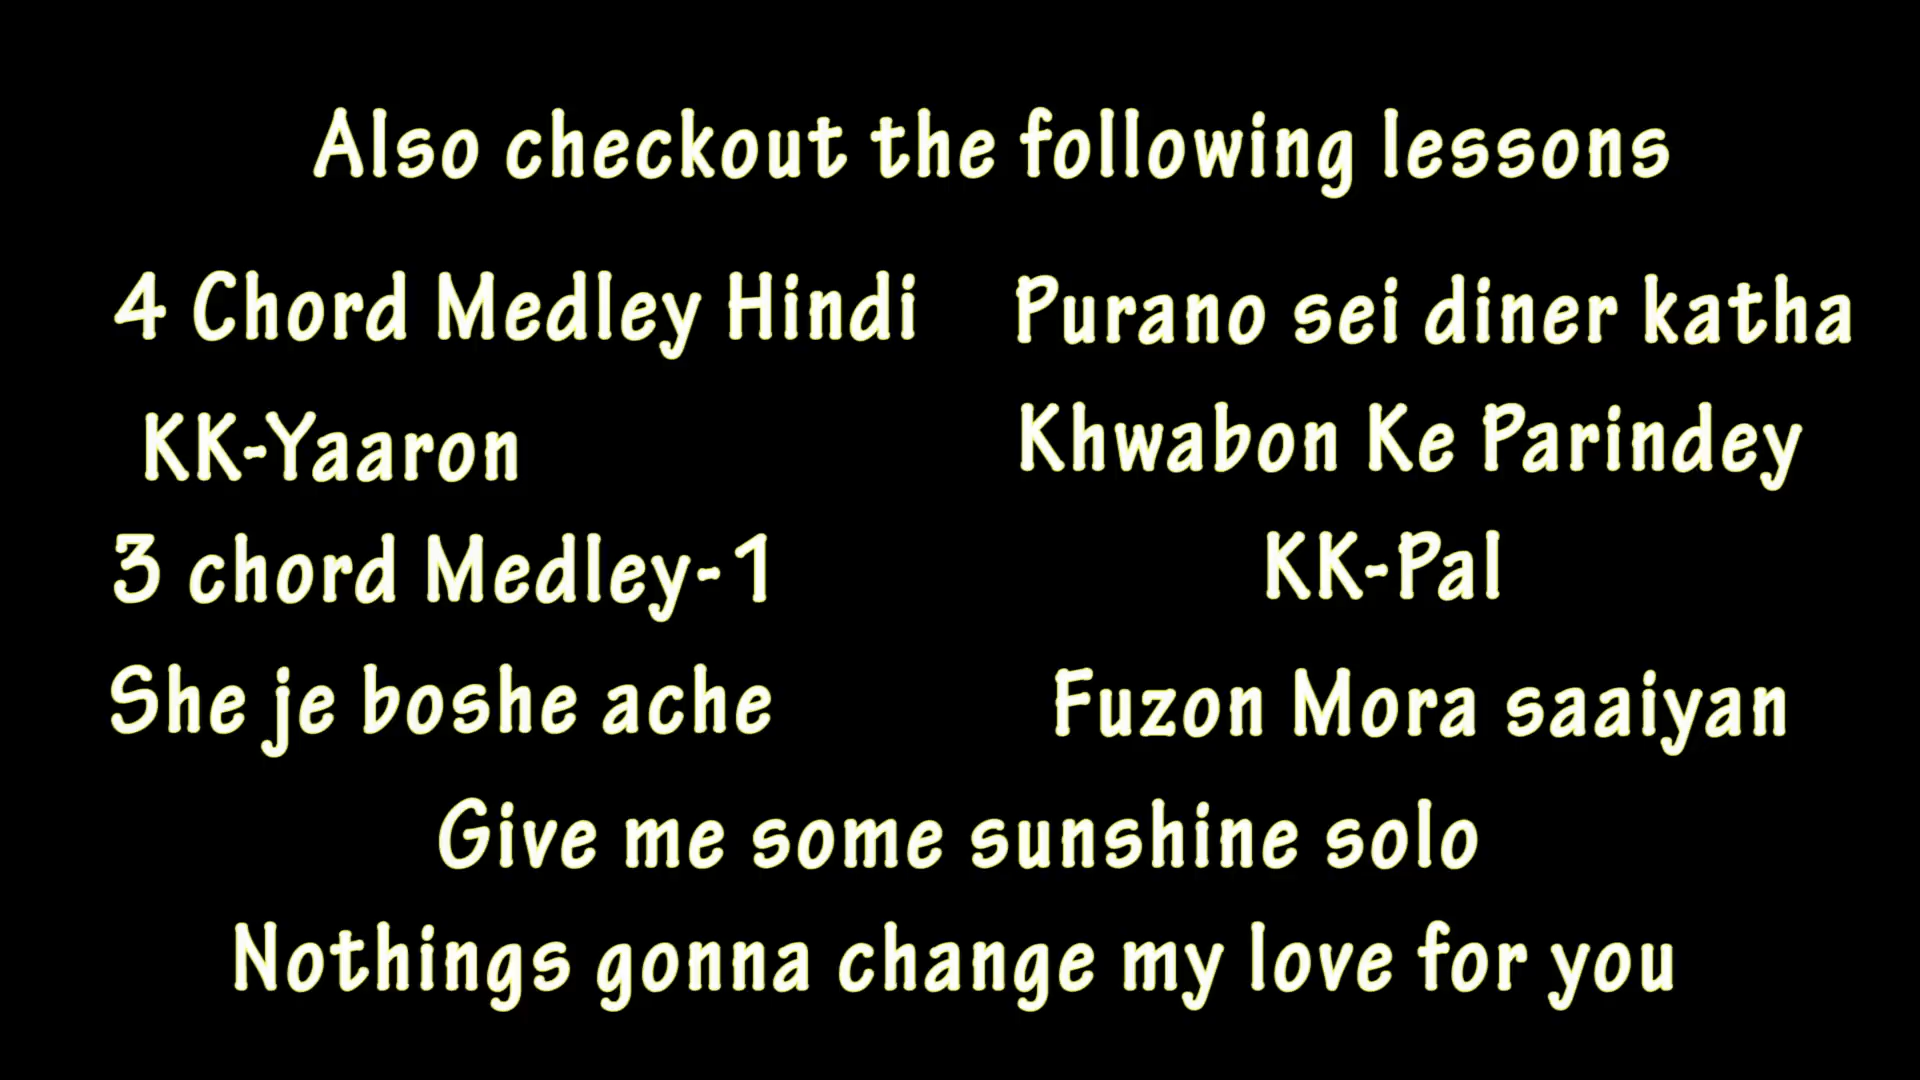 Also checkout the following lessons
4 Chord Medley Hindi
Purano sei diner katha
KK-Yaaron
Khwabon Ke Parindey
3 chord Medley-1
KK-Pal
She je boshe ache
Fuzon Mora saaiyan
Give me some sunshine solo
Nothings gonna change my love for you